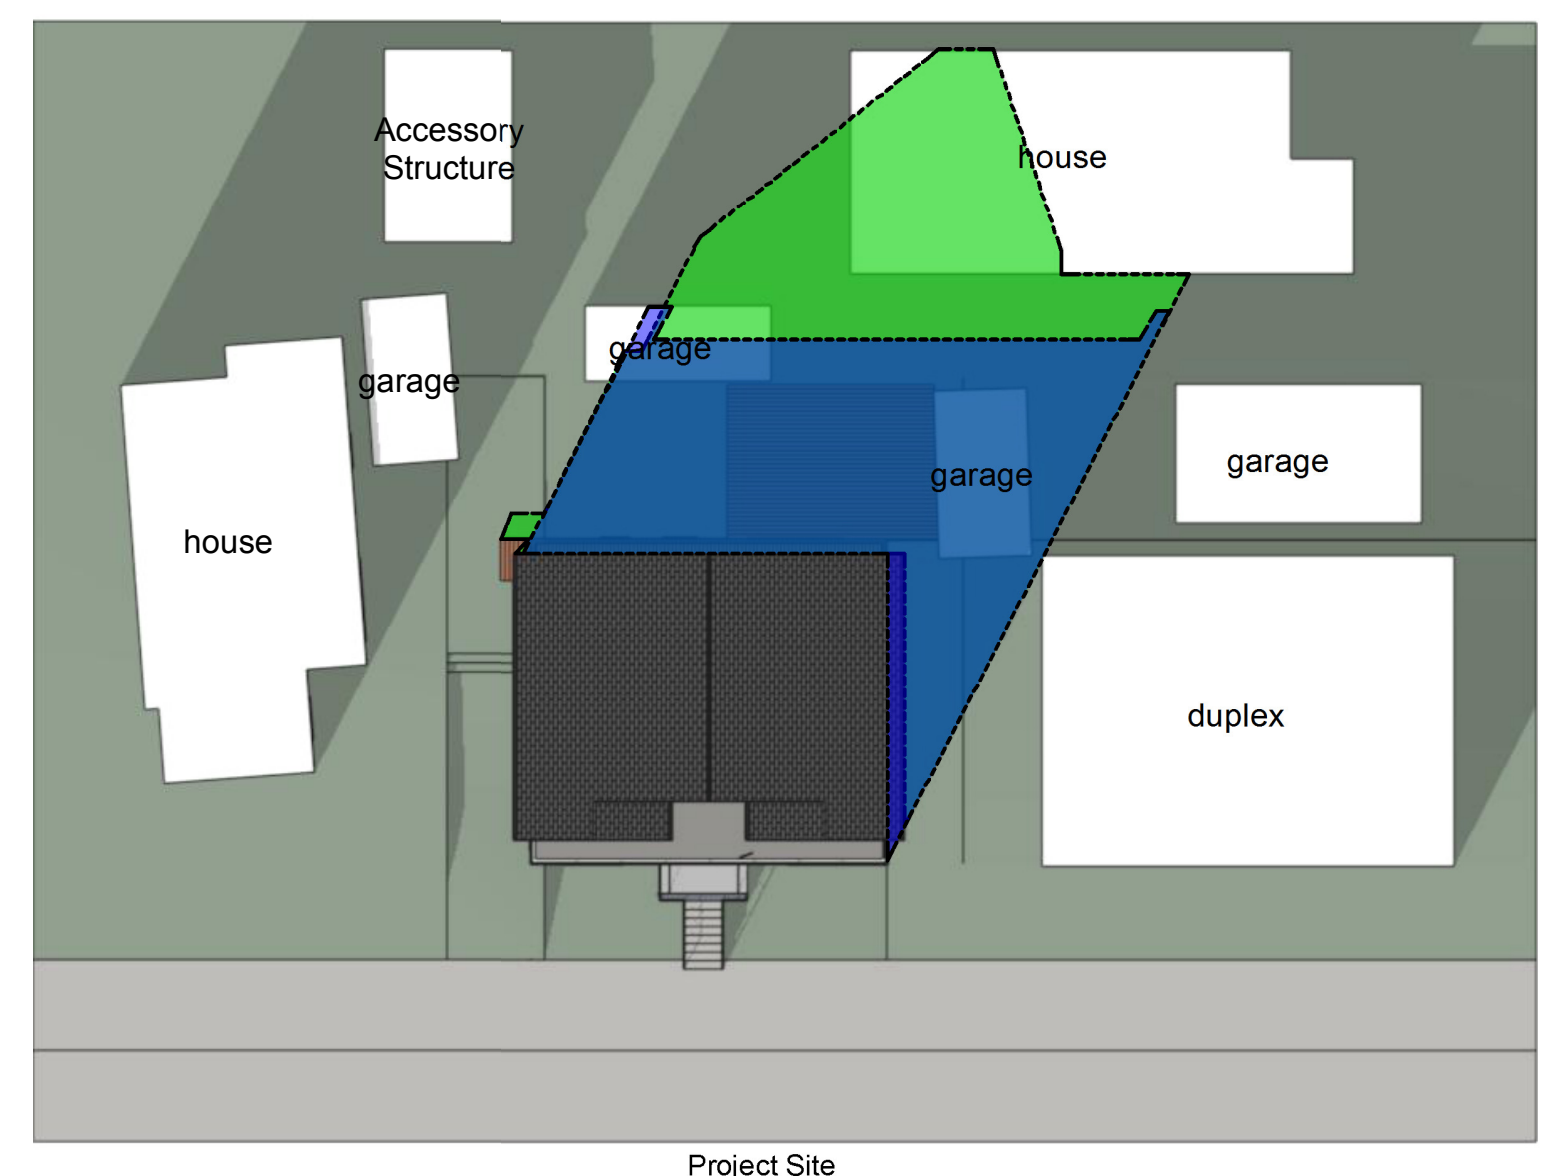 Accessory
Structure
house
garage
garage
garage
garage
house
duplex
Project Site